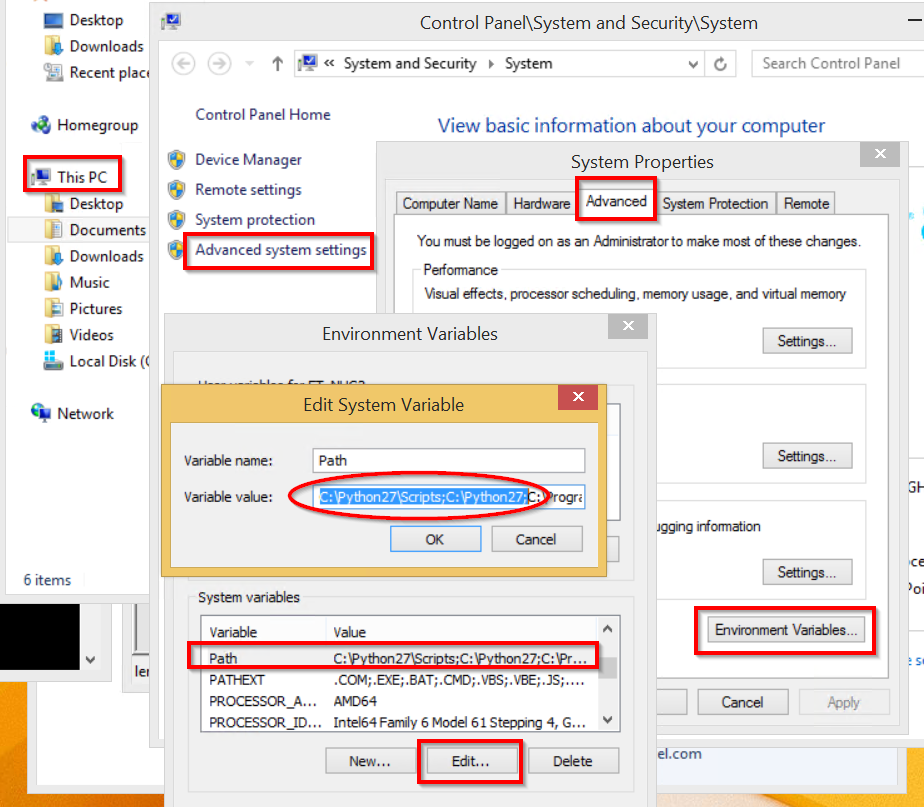 Desktop
Downloads
Recent place
Homegroup
This PC
Desktop
Documents
Downloads
Music
Pictures
Videos
Local Disk (
Network
6 items
Control Panel\System and Security\System
« System and Security System
Search Control Panel
Control Panel Home
Device Manager
Remote settings
System protection
Advanced system settings
View basic information about your computer
System Properties
Computer Name Hardware Advanced System Protection Remote
You must be logged on as an Administrator to make most of these changes.
Performance
Visual effects, processor scheduling, memory usage, and virtual memory
Settings...
Settings...
ugging information
Settings...
Environment Variables...
Cancel Apply
Environment Variables
Edit System Variable
Variable name: Path
Variable value: C:\Python27\Scripts;C:\Python27;C:\Progra
OK Cancel
System variables
Variable Value
Path C:\Python27\Scripts;C:\Python27;C:\Pr...
PATHEXT .COM;.EXE;.BAT;.CMD;.VBS;.VBE;.JS;....
PROCESSOR_A... AMD64
PROCESSOR_ID... Intel64 Family 6 Model 61 Stepping 4, G...
New... Edit... Delete
el.com